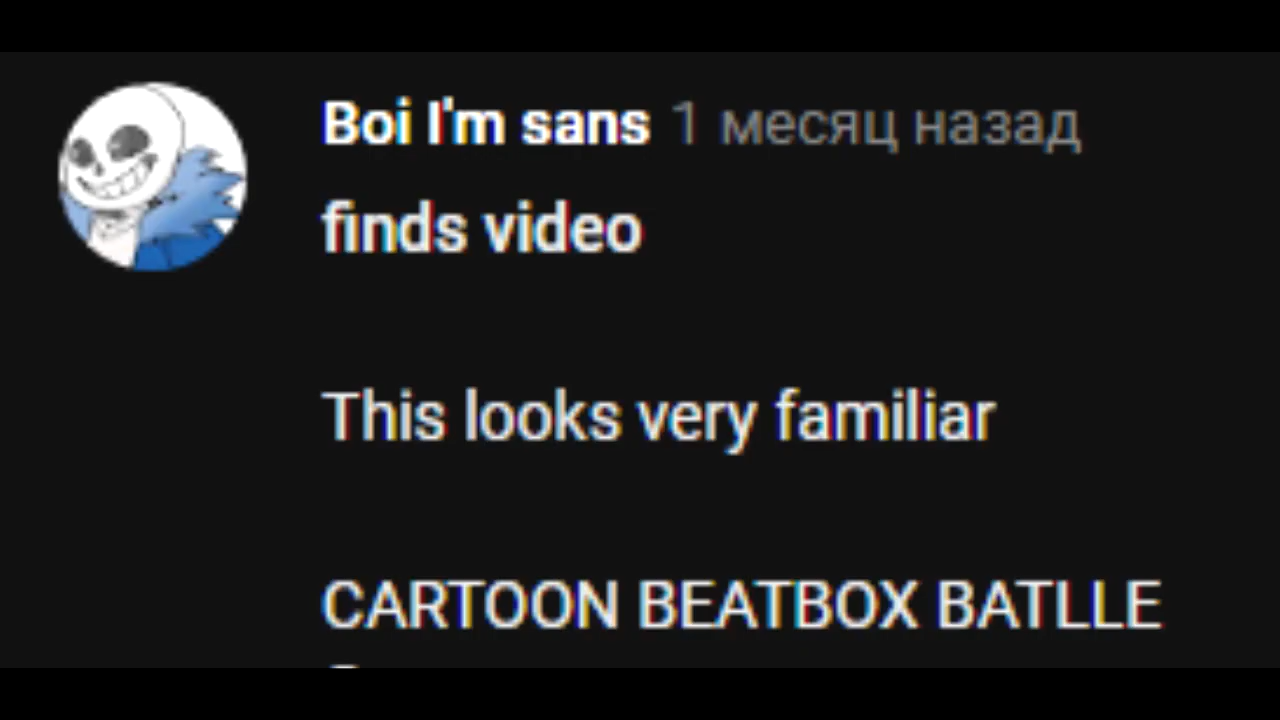 Boi I'm sans 1 месяц назад
finds video
This looks very familiar
CARTOON BEATBOX BATLLE